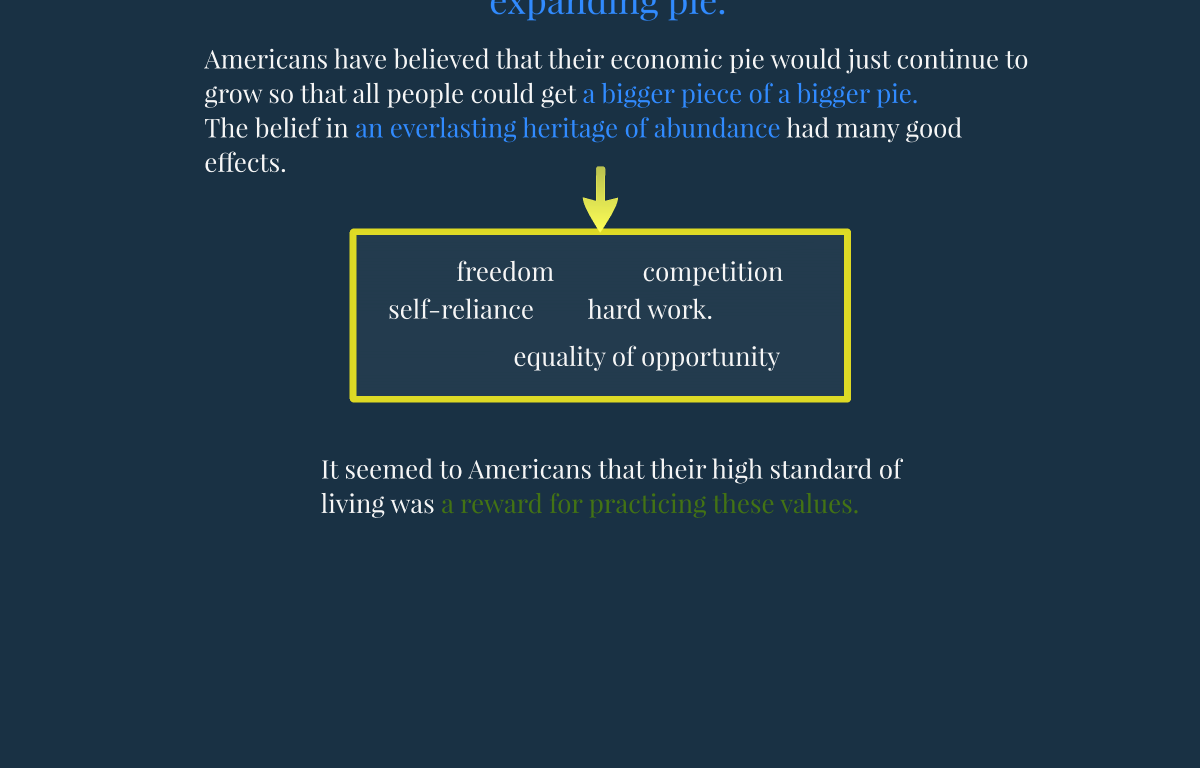 expanding pie.
Americans have believed that their economic pie would just continue to
grow so that all people could get a bigger piece of a bigger pie.
The belief in an everlasting heritage of abundance had many good
effects.
freedom competition
self-reliance hard work.
equality of opportunity
It seemed to Americans that their high standard of
living was a reward for practicing these values.